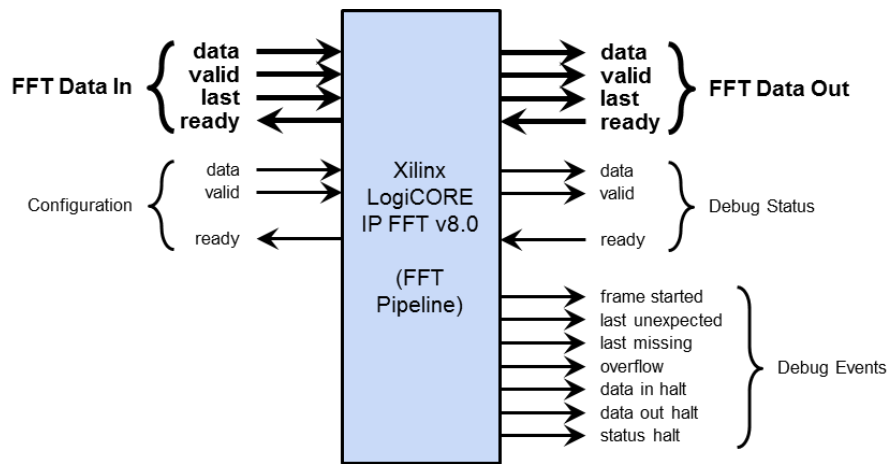 FFT Data In
data
valid
last
ready
Configuration
data
valid
ready
Xilinx
LogiCORE
IP FFT v8.0
(FFT
Pipeline)
data
valid
last
ready
FFT Data Out
data
valid
ready
Debug Status
frame started
last unexpected
last missing
overflow
data in halt
data out halt
status halt
Debug Events